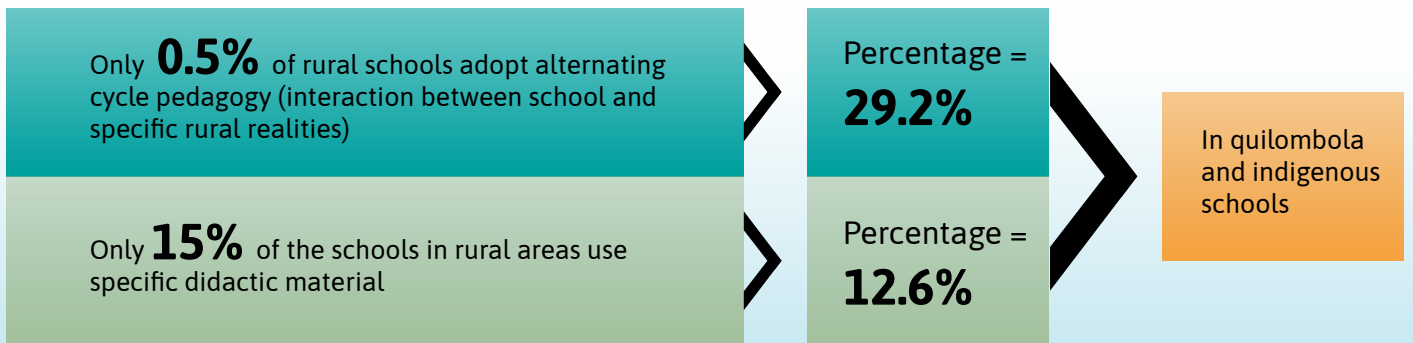 Only 0.5% of rural schools adopt alternating
cycle pedagogy (interaction between school and
specific rural realities)
Percentage =
29.2%
Only 15% of the schools in rural areas use
specific didactic material
Percentage =
12.6%
In quilombola
and indigenous
schools